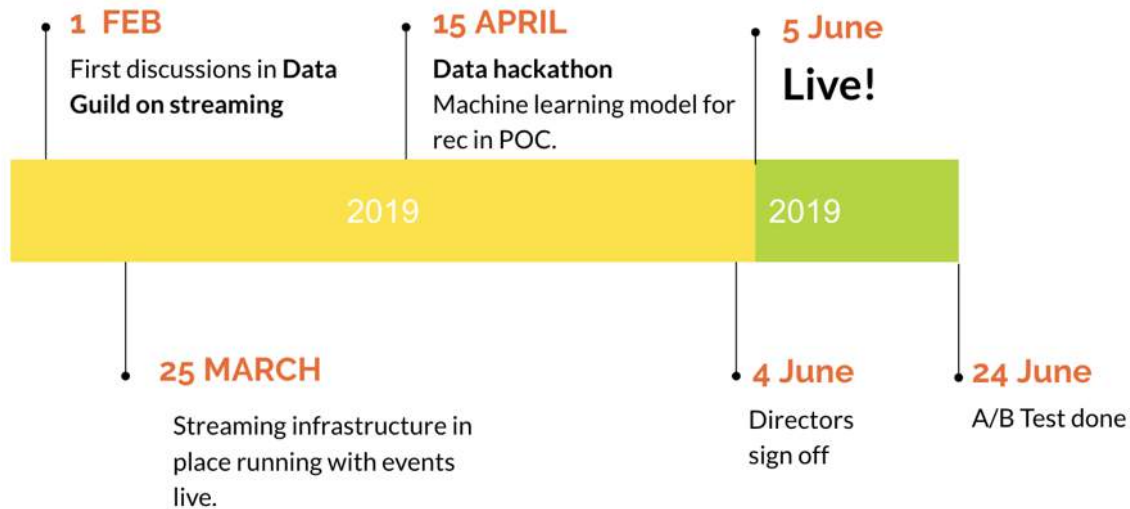 1 FEB
First discussions in Data
Guild on streaming
15 APRIL
Data hackathon
Machine learning model for
rec in POC.
5 June
Live!
2019
2019
25 MARCH
Streaming infrastructure in
place running with events
live.
4 June
Directors
sign off
24 June
A/B Test done